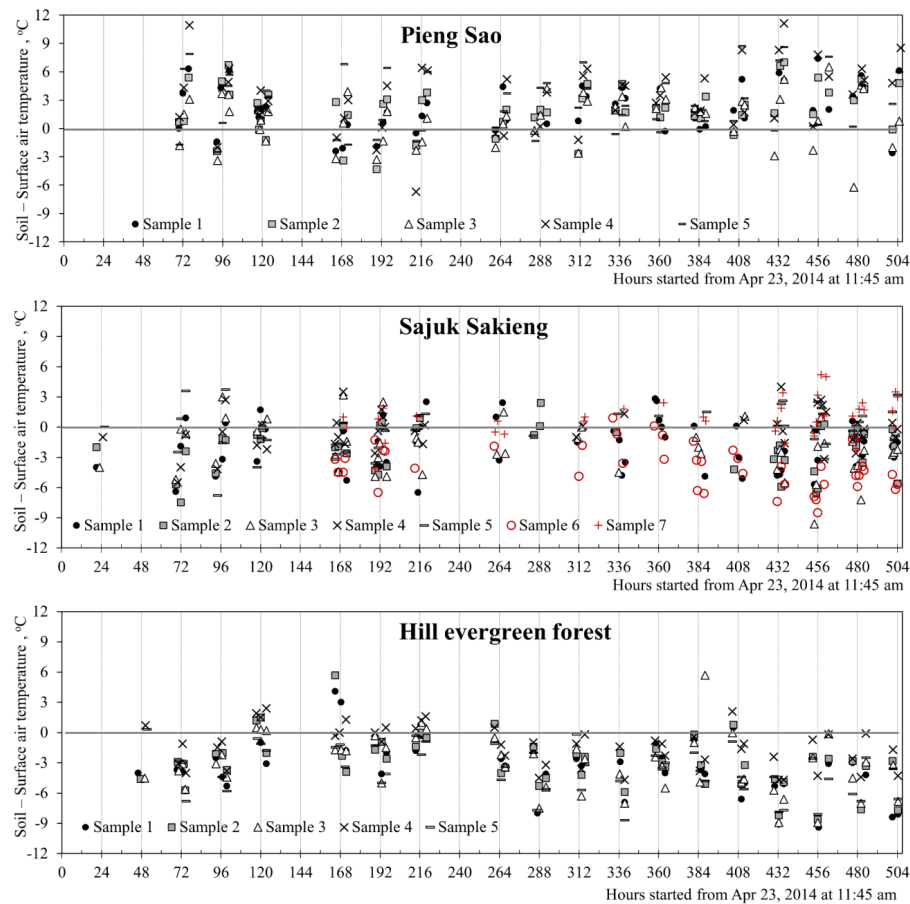 Pieng Sao
Soil – Surface air temperature , °C
12
9
6
3
0
-3
-6
-9
-12
Sample 1 Sample 2 Sample 3 Sample 4 Sample 5
0 24 48 72 96 120 144 168 192 216 240 264 288 312 336 360 384 408 432 456 480 504
Hours started from Apr 23, 2014 at 11:45 am
Sajuk Sakieng
Soil – Surface air temperature , °C
12
9
6
3
0
-3
-6
-9
-12
Sample 1 Sample 2 Sample 3 Sample 4 Sample 5 Sample 6 Sample 7
0 24 48 72 96 120 144 168 192 216 240 264 288 312 336 360 384 408 432 456 480 504
Hours started from Apr 23, 2014 at 11:45 am
Hill evergreen forest
Soil – Surface air temperature , °C
12
9
6
3
0
-3
-6
-9
-12
Sample 1 Sample 2 Sample 3 Sample 4 Sample 5
0 24 48 72 96 120 144 168 192 216 240 264 288 312 336 360 384 408 432 456 480 504
Hours started from Apr 23, 2014 at 11:45 am